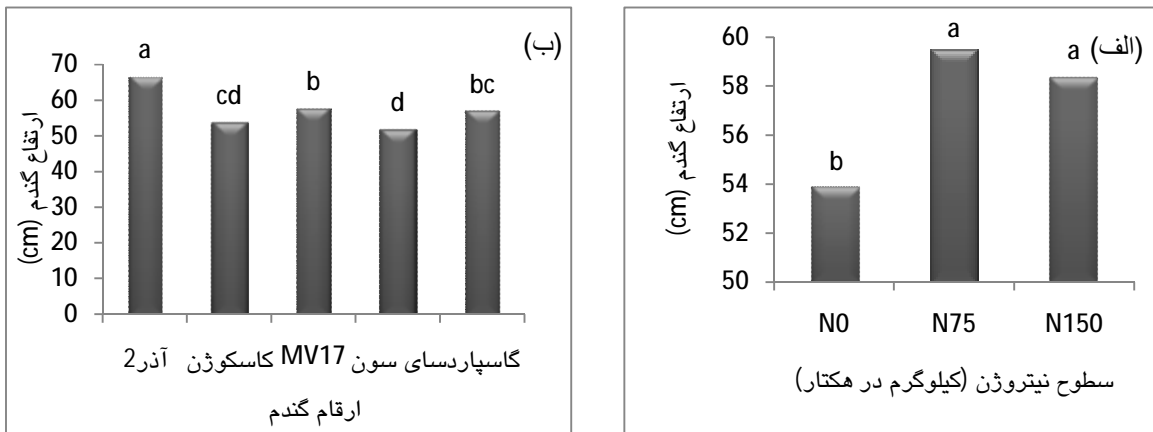 (الف)
ارتفاع گندم (cm)
60
58
56
54
52
50
b
a
a
N0 N75 N150
سطوح نیتروژن (کیلوگرم در هکتار)
(ب)
ارتفاع گندم (cm)
70
60
50
40
30
20
10
0
a
cd
b
d
bc
آذر2 کاسکوژن MV17 سای سون گاسپارد
ارقام گندم